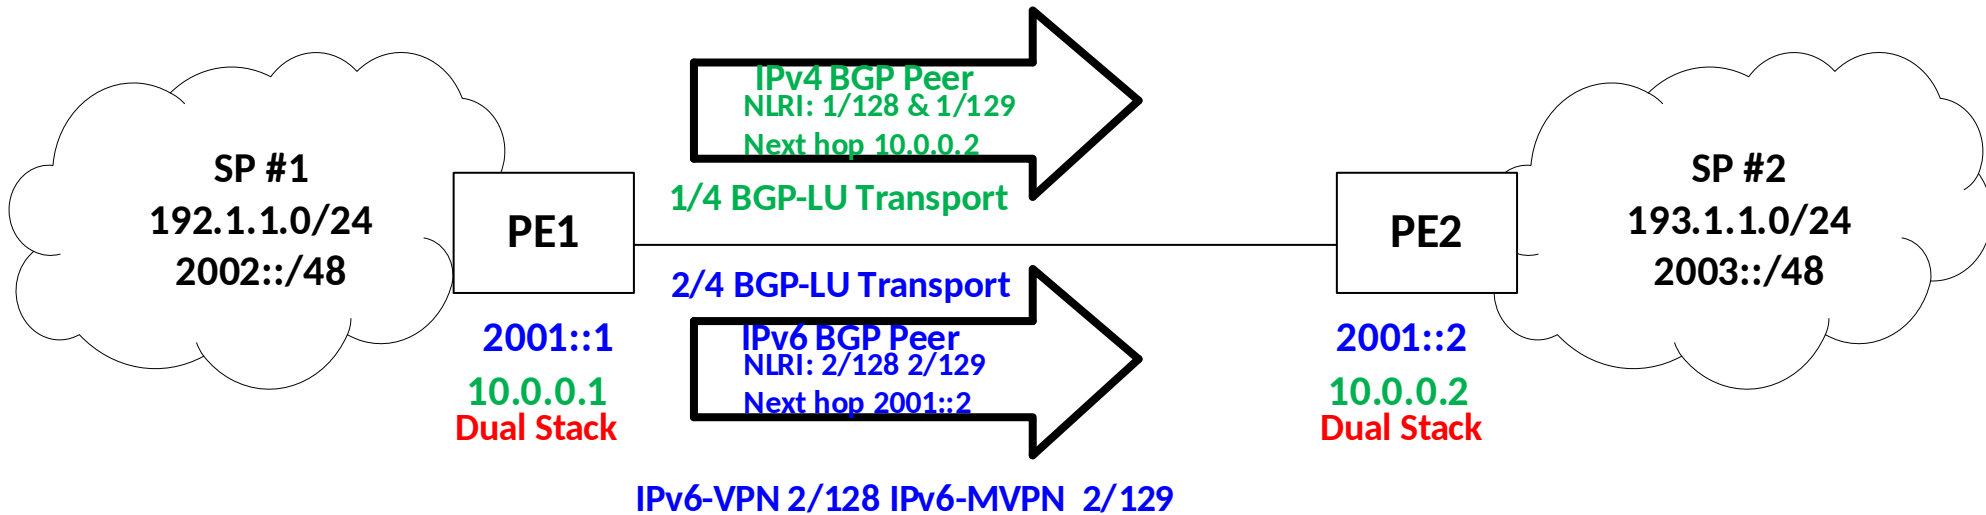 IPv4 BGP Peer
NLRI: 1/128 & 1/129
Next hop 10.0.0.2
SP #1
192.1.1.0/24
2002::/48
PE1
1/4 BGP-LU Transport
PE2
SP #2
193.1.1.0/24
2003::/48
2/4 BGP-LU Transport
IPv6 BGP Peer
NLRI: 2/128 2/129
Next hop 2001::2
2001::1
10.0.0.1
Dual Stack
2001::2
10.0.0.2
Dual Stack
IPv6-VPN 2/128 IPv6-MVPN  2/129